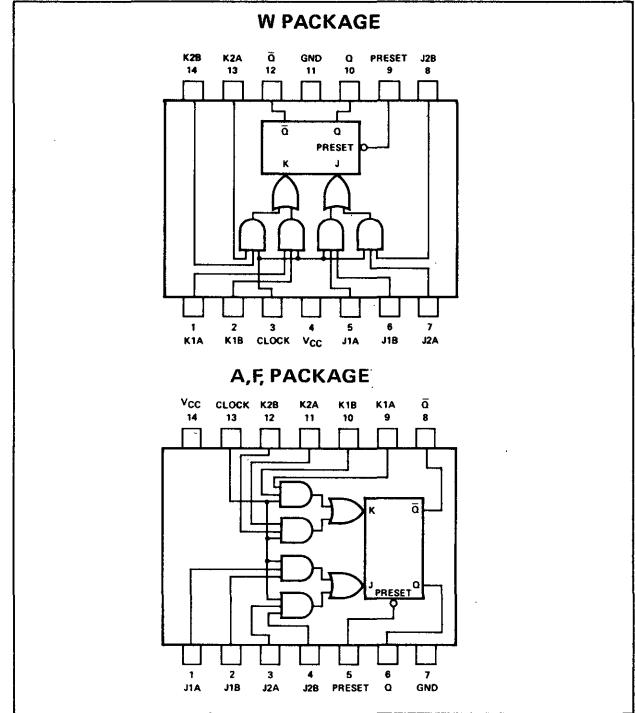 W PACKAGE
K2B K2A Q̄ GND Q PRESET J2B
14 13 12 11 10 9 8
Q̄ Q
PRESET
K J
1 2 3 4 5 6 7
K1A K1B CLOCK VCC J1A J1B J2A
A,F, PACKAGE
VCC CLOCK K2B K2A K1B K1A Q̄
14 13 12 11 10 9 8
K Q̄
J Q
PRESET
1 2 3 4 5 6 7
J1A J1B J2A J2B PRESET Q GND